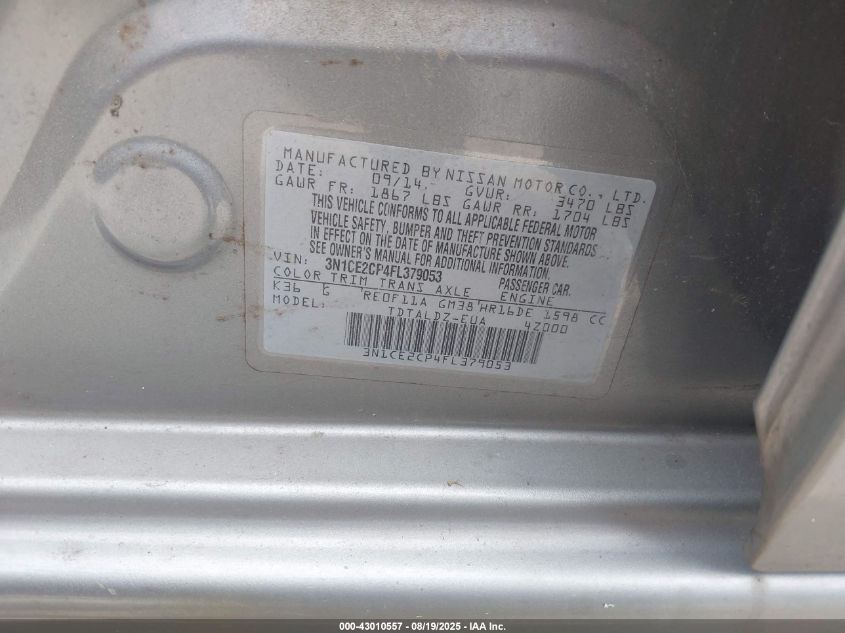 MANUFACTURED BY NISSAN MOTOR CO., LTD.
DATE: 09/14 GVWR: 3470 LBS
GAWR FR: 1867 LBS GAWR RR: 1704 LBS
THIS VEHICLE CONFORMS TO ALL APPLICABLE FEDERAL MOTOR
VEHICLE SAFETY, BUMPER AND THEFT PREVENTION STANDARDS
IN EFFECT ON THE DATE OF MANUFACTURE SHOWN ABOVE.
SEE OWNER'S MANUAL FOR ADDITIONAL INFORMATION.
VIN: 3N1CE2CP4FL379053 PASSENGER CAR.
COLOR TRIM TRANS AXLE ENGINE
K36 G RE0F11A GM38 HR16DE 1598 CC
MODEL: TDTALDZ-EUA 4Z000
3N1CE2CP4FL379053
000-43010557 - 08/19/2025 - IAA Inc.